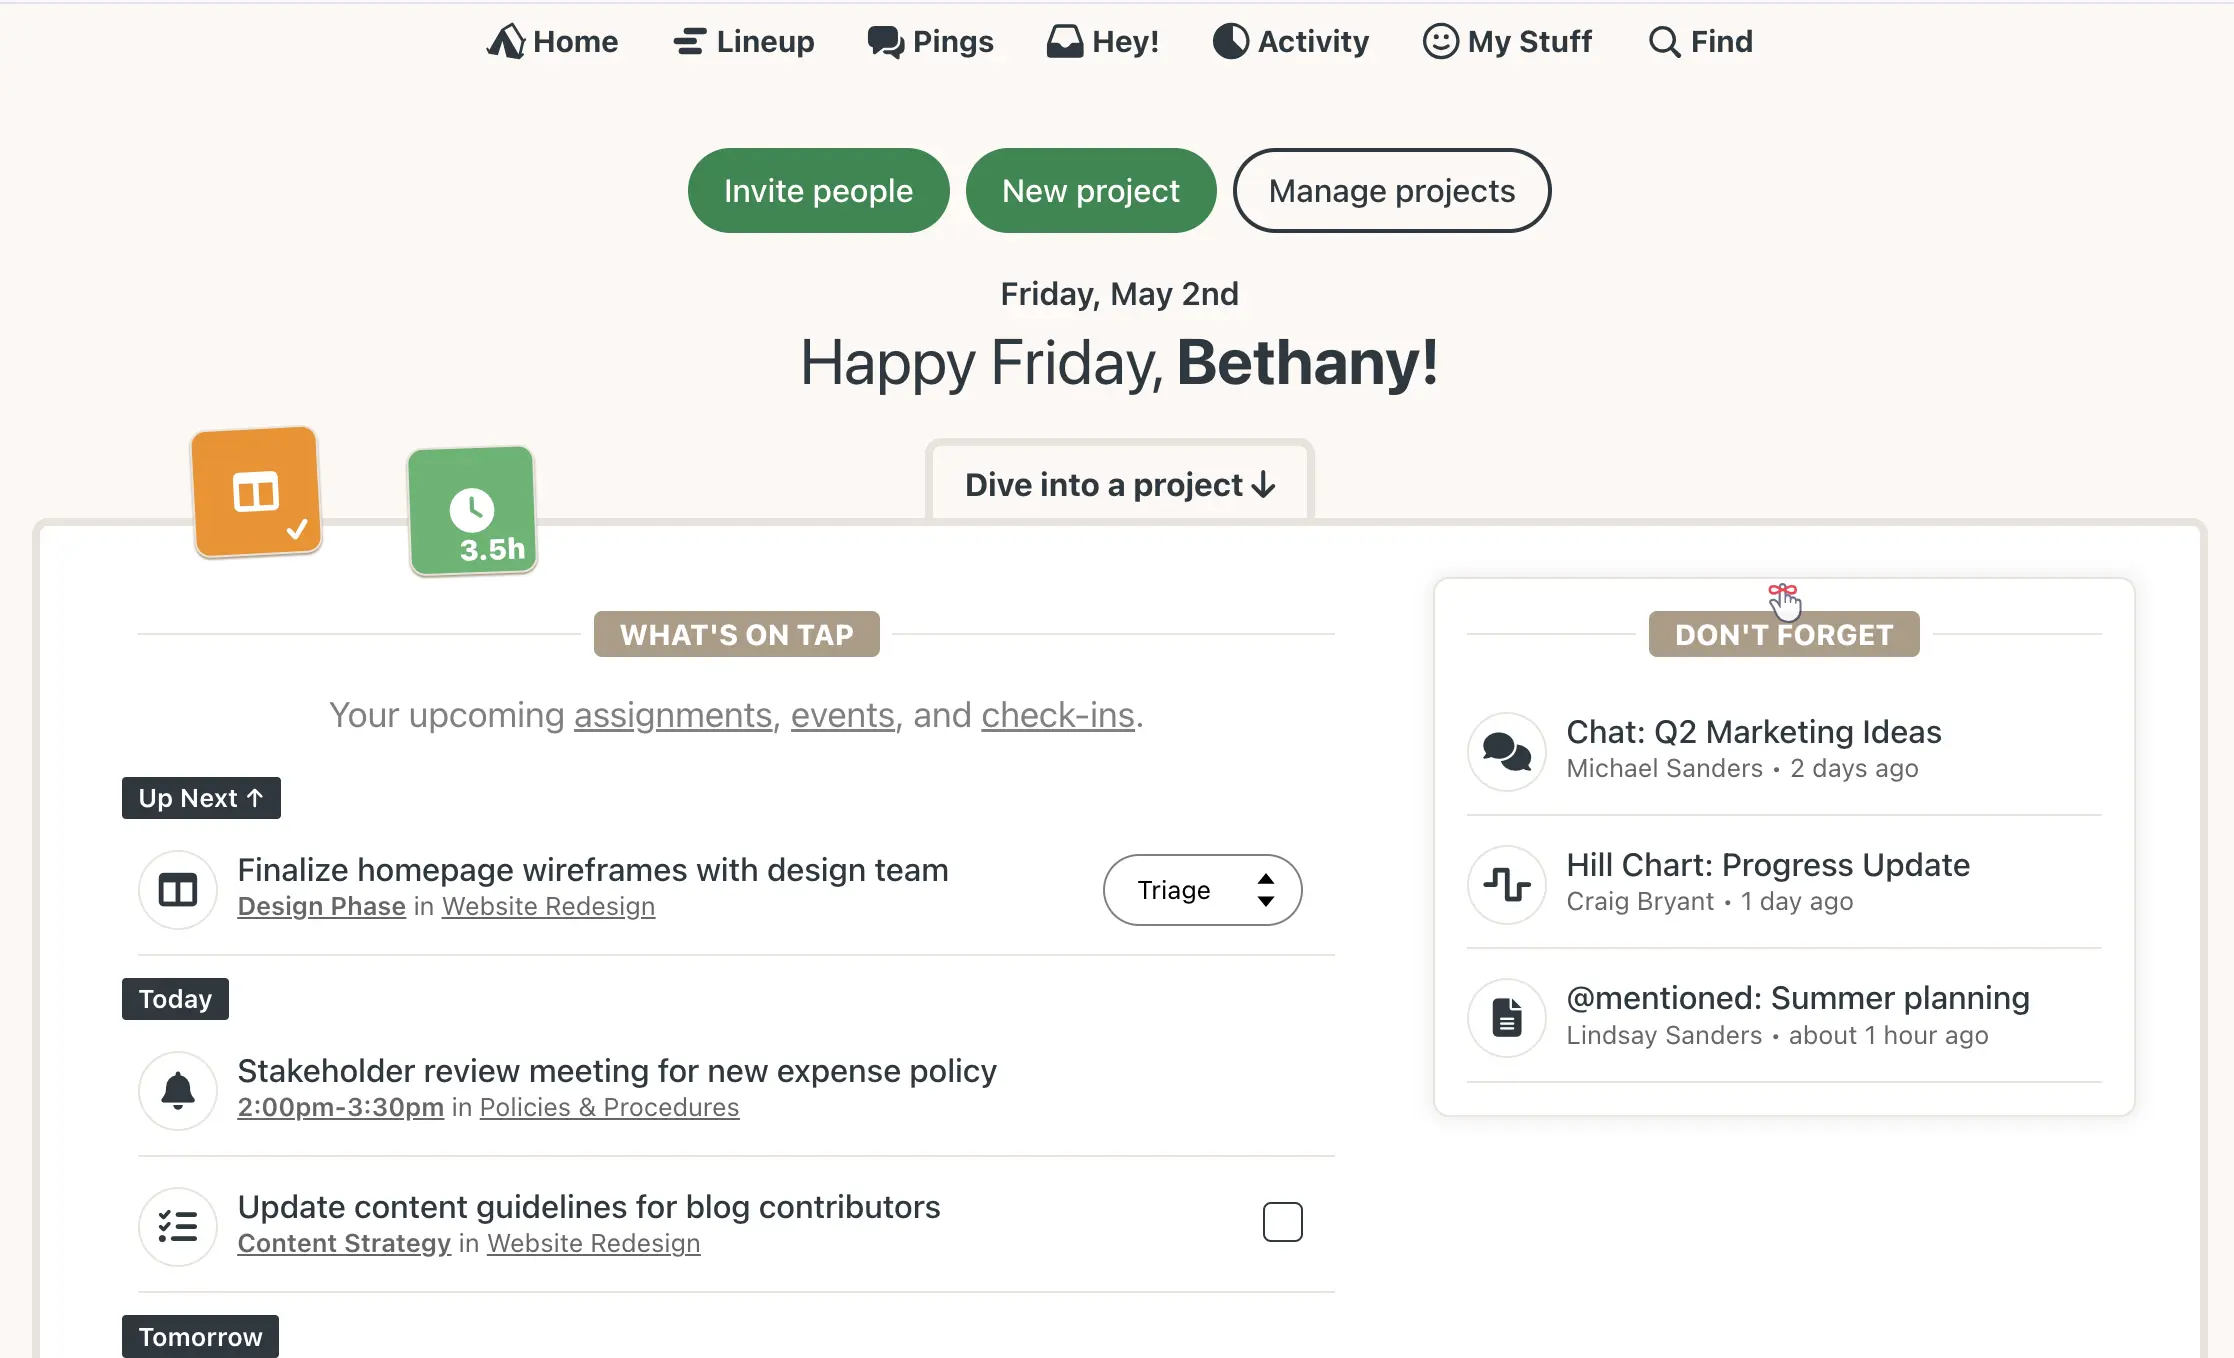 Home Lineup Pings Hey! Activity My Stuff Find
Invite people New project Manage projects
Friday, May 2nd
Happy Friday, Bethany!
Dive into a project ↓
3.5h
WHAT'S ON TAP
Your upcoming assignments, events, and check-ins.
Up Next ↑
Finalize homepage wireframes with design team
Design Phase in Website Redesign
Triage
Today
Stakeholder review meeting for new expense policy
2:00pm-3:30pm in Policies & Procedures
Update content guidelines for blog contributors
Content Strategy in Website Redesign
Tomorrow
DON'T FORGET
Chat: Q2 Marketing Ideas
Michael Sanders • 2 days ago
Hill Chart: Progress Update
Craig Bryant • 1 day ago
@mentioned: Summer planning
Lindsay Sanders • about 1 hour ago